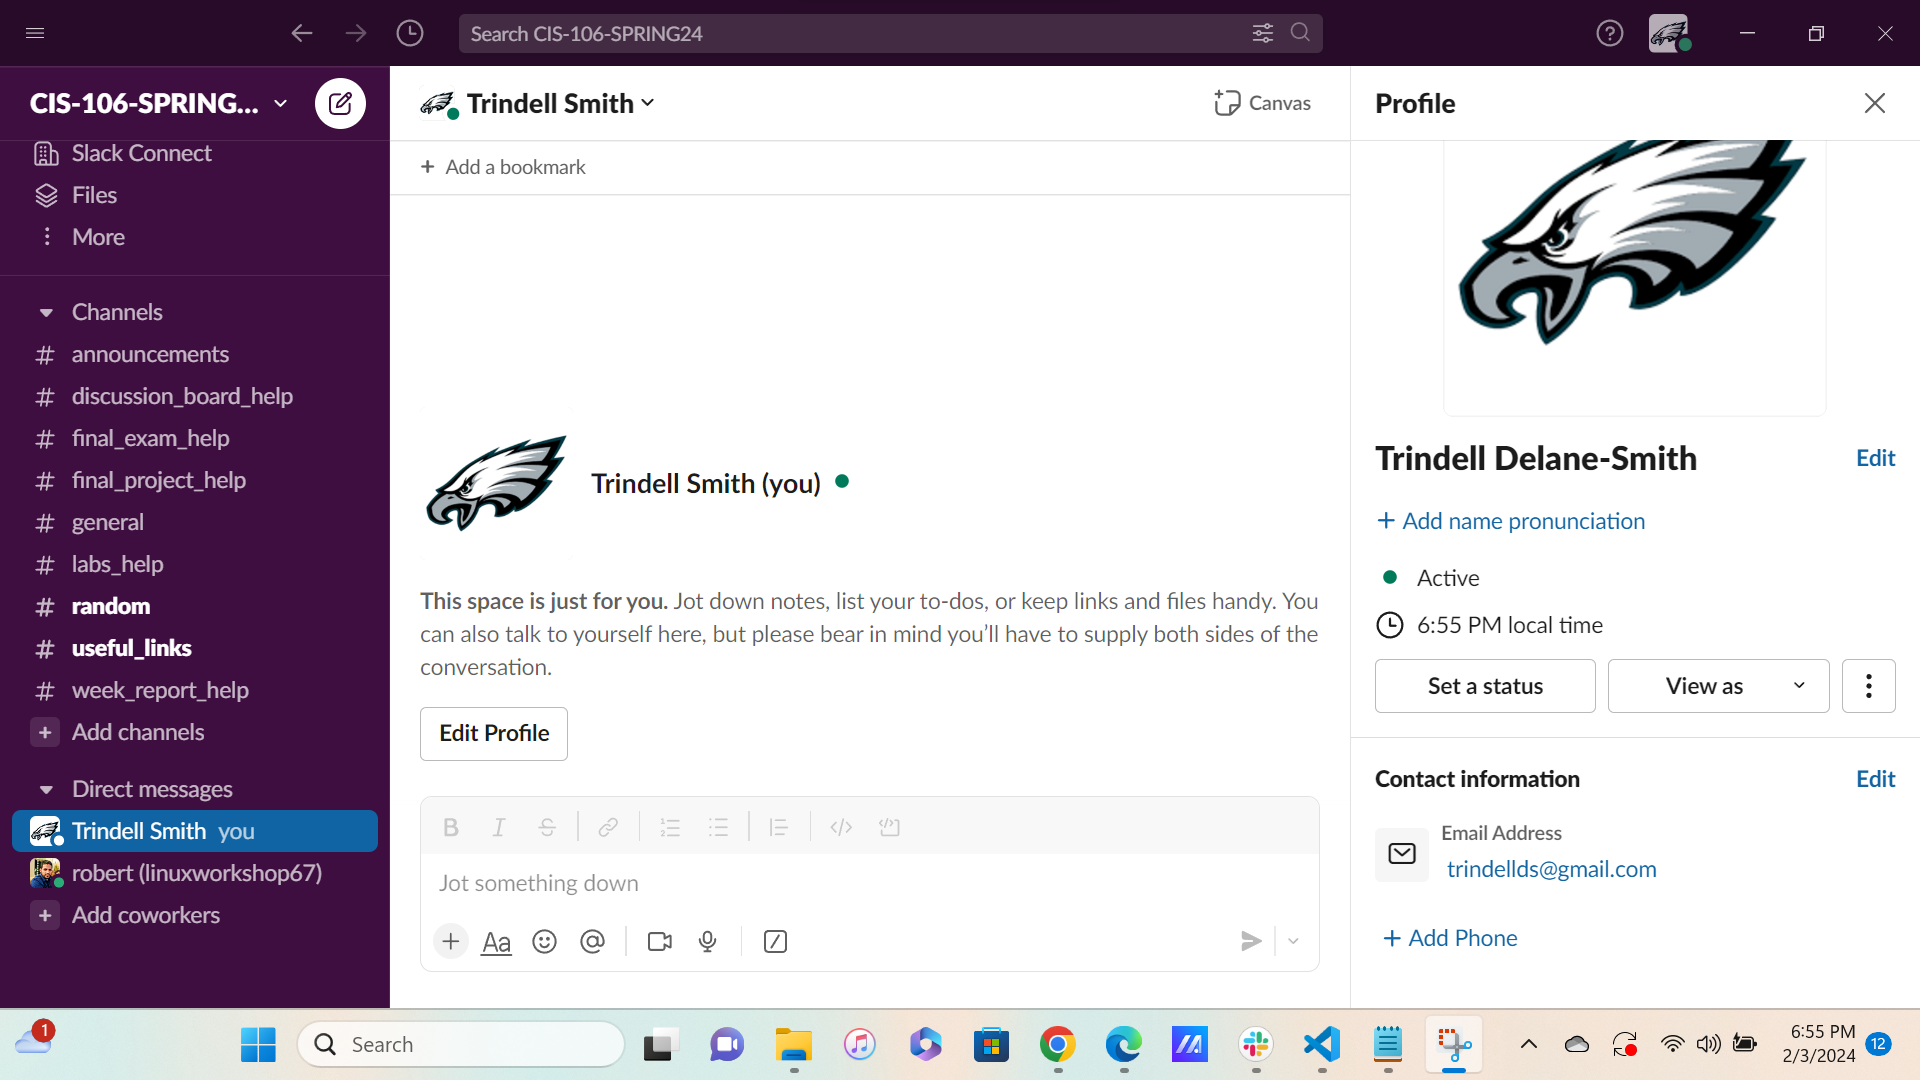 Search CIS-106-SPRING24
CIS-106-SPRING...
Slack Connect
Files
More
Channels
# announcements
# discussion_board_help
# final_exam_help
# final_project_help
# general
# labs_help
# random
# useful_links
# week_report_help
+ Add channels
Direct messages
Trindell Smith you
robert (linuxworkshop67)
+ Add coworkers
Trindell Smith
Canvas
+ Add a bookmark
Trindell Smith (you)
This space is just for you. Jot down notes, list your to-dos, or keep links and files handy. You
can also talk to yourself here, but please bear in mind you’ll have to supply both sides of the
conversation.
Edit Profile
B I S
Jot something down
+ Aa @
Profile
Trindell Delane-Smith Edit
+ Add name pronunciation
Active
6:55 PM local time
Set a status View as
Contact information Edit
Email Address
trindellds@gmail.com
+ Add Phone
1
Search
6:55 PM
2/3/2024
12